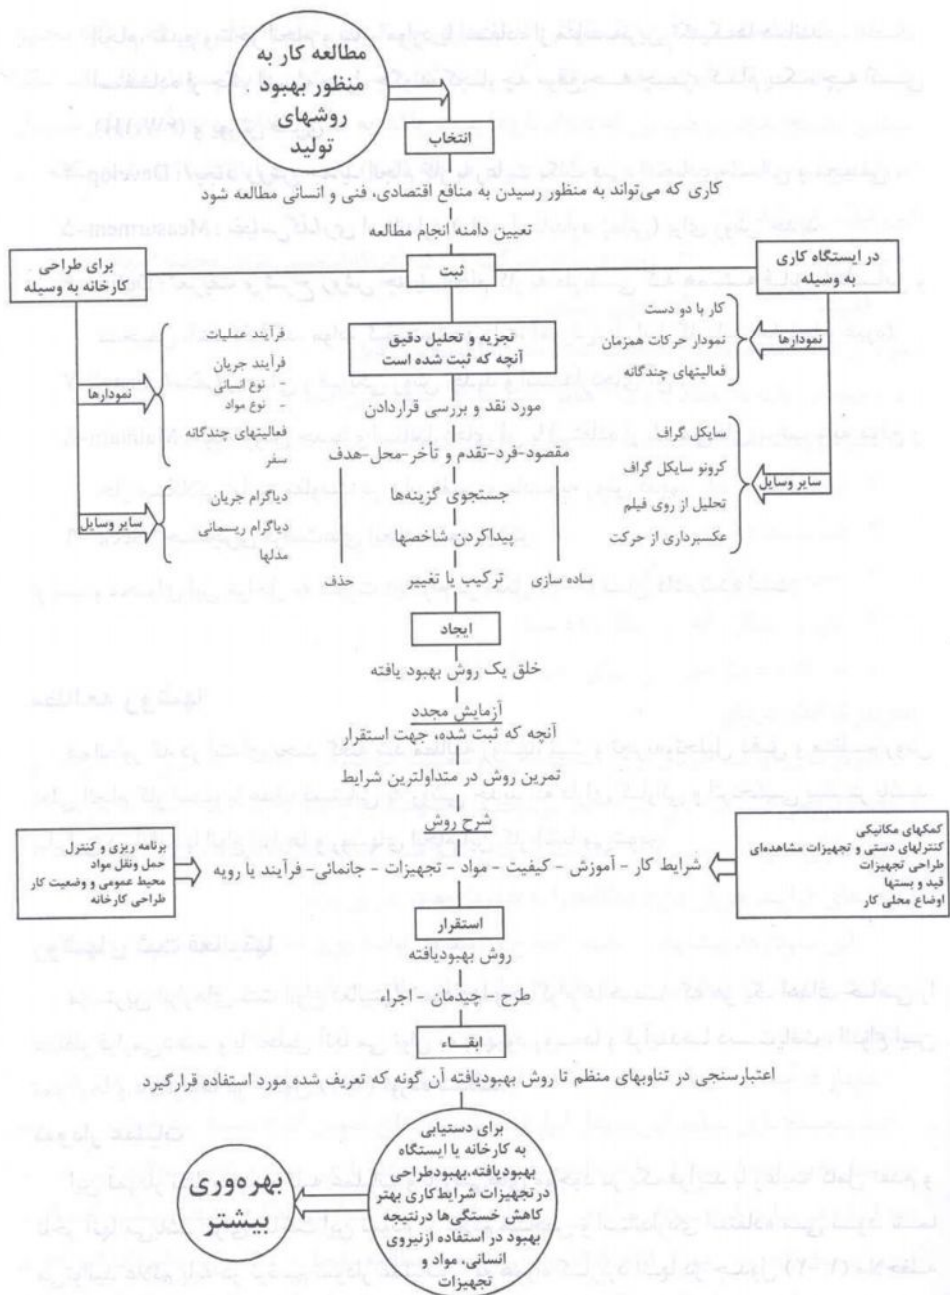 مطالعه کار به
منظور بهبود
روشهای
تولید
انتخاب
کاری که می‌تواند به منظور رسیدن به منافع اقتصادی، فنی و انسانی مطالعه شود
تعیین دامنه انجام مطالعه
ثبت
در ایستگاه کاری
به وسیله
نمودارها
کار با دو دست
نمودار حرکات همزمان
فعالیتهای چندگانه
سایر وسایل
سایکل گراف
کرونو سایکل گراف
تحلیل از روی فیلم
عکسبرداری از حرکت
برای طراحی
کارخانه به وسیله
نمودارها
فرآیند عملیات
فرآیند جریان
- نوع انسانی
- نوع مواد
فعالیتهای چندگانه
سفر
سایر وسایل
دیاگرام جریان
دیاگرام ریسمانی
مدلها
تجزیه و تحلیل دقیق
آنچه که ثبت شده است
مورد نقد و بررسی قراردادن
مقصود-فرد-تقدم و تأخر-محل-هدف
جستجوی گزینه‌ها
پیداکردن شاخصها
ساده سازی
ترکیب یا تغییر
حذف
ایجاد
خلق یک روش بهبود یافته
آزمایش مجدد
آنچه که ثبت شده، جهت استقرار
تمرین روش در متداولترین شرایط
شرح روش
شرایط کار - آموزش - کیفیت - مواد - تجهیزات - جانمائی - فرآیند یا رویه
کمکهای مکانیکی
کنترلهای دستی و تجهیزات مشاهده‌ای
طراحی تجهیزات
قید و بستها
اوضاع محلی کار
برنامه ریزی و کنترل
حمل ونقل مواد
محیط عمومی و وضعیت کار
طراحی کارخانه
استقرار
روش بهبودیافته
طرح - چیدمان - اجراء
ابقـاء
اعتبارسنجی در تناوبهای منظم تا روش بهبودیافته آن گونه که تعریف شده مورد استفاده قرارگیرد
برای دستیابی
به کارخانه یا ایستگاه
بهبودیافته، بهبودطراحی
درتجهیزات شرایط‌کاری بهتر
کاهش خستگی‌ها درنتیجه
بهبود در استفاده ازنیروی
انسانی، مواد و
تجهیزات
بهره‌وری
بیشتر